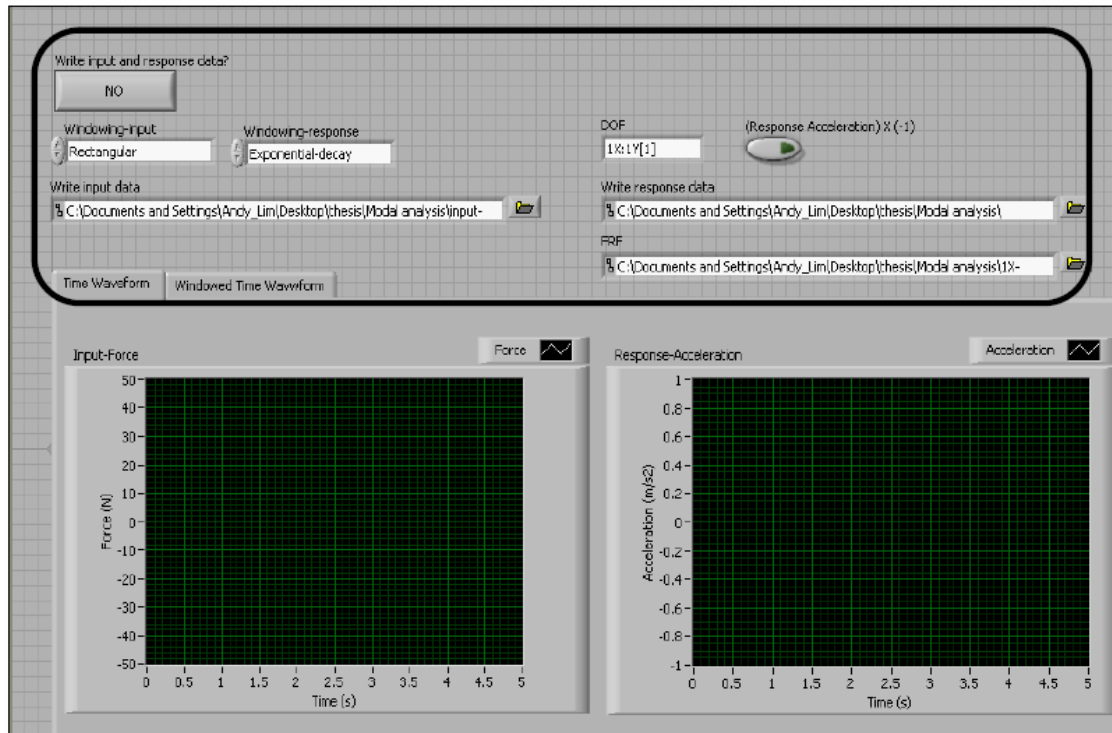 Write input and response data?
NO
Windowing-input
Rectangular
Windowing-response
Exponential-decay
DOF
1X:1Y[1]
(Response Acceleration) X (-1)
Write input data
C:\Documents and Settings\Andy_Lim\Desktop\thesis\Modal analysis\input-
Write response data
C:\Documents and Settings\Andy_Lim\Desktop\thesis\Modal analysis\
FRF
C:\Documents and Settings\Andy_Lim\Desktop\thesis\Modal analysis\1X-
Time Waveform
Windowed Time Wavwform
Input-Force
Force
50
40
30
20
10
0
-10
-20
-30
-40
-50
Force (N)
0 0.5 1 1.5 2 2.5 3 3.5 4 4.5 5
Time (s)
Response-Acceleration
Acceleration
1
0.8
0.6
0.4
0.2
0
-0.2
-0.4
-0.6
-0.8
-1
Acceleration (m/s2)
0 0.5 1 1.5 2 2.5 3 3.5 4 4.5 5
Time (s)